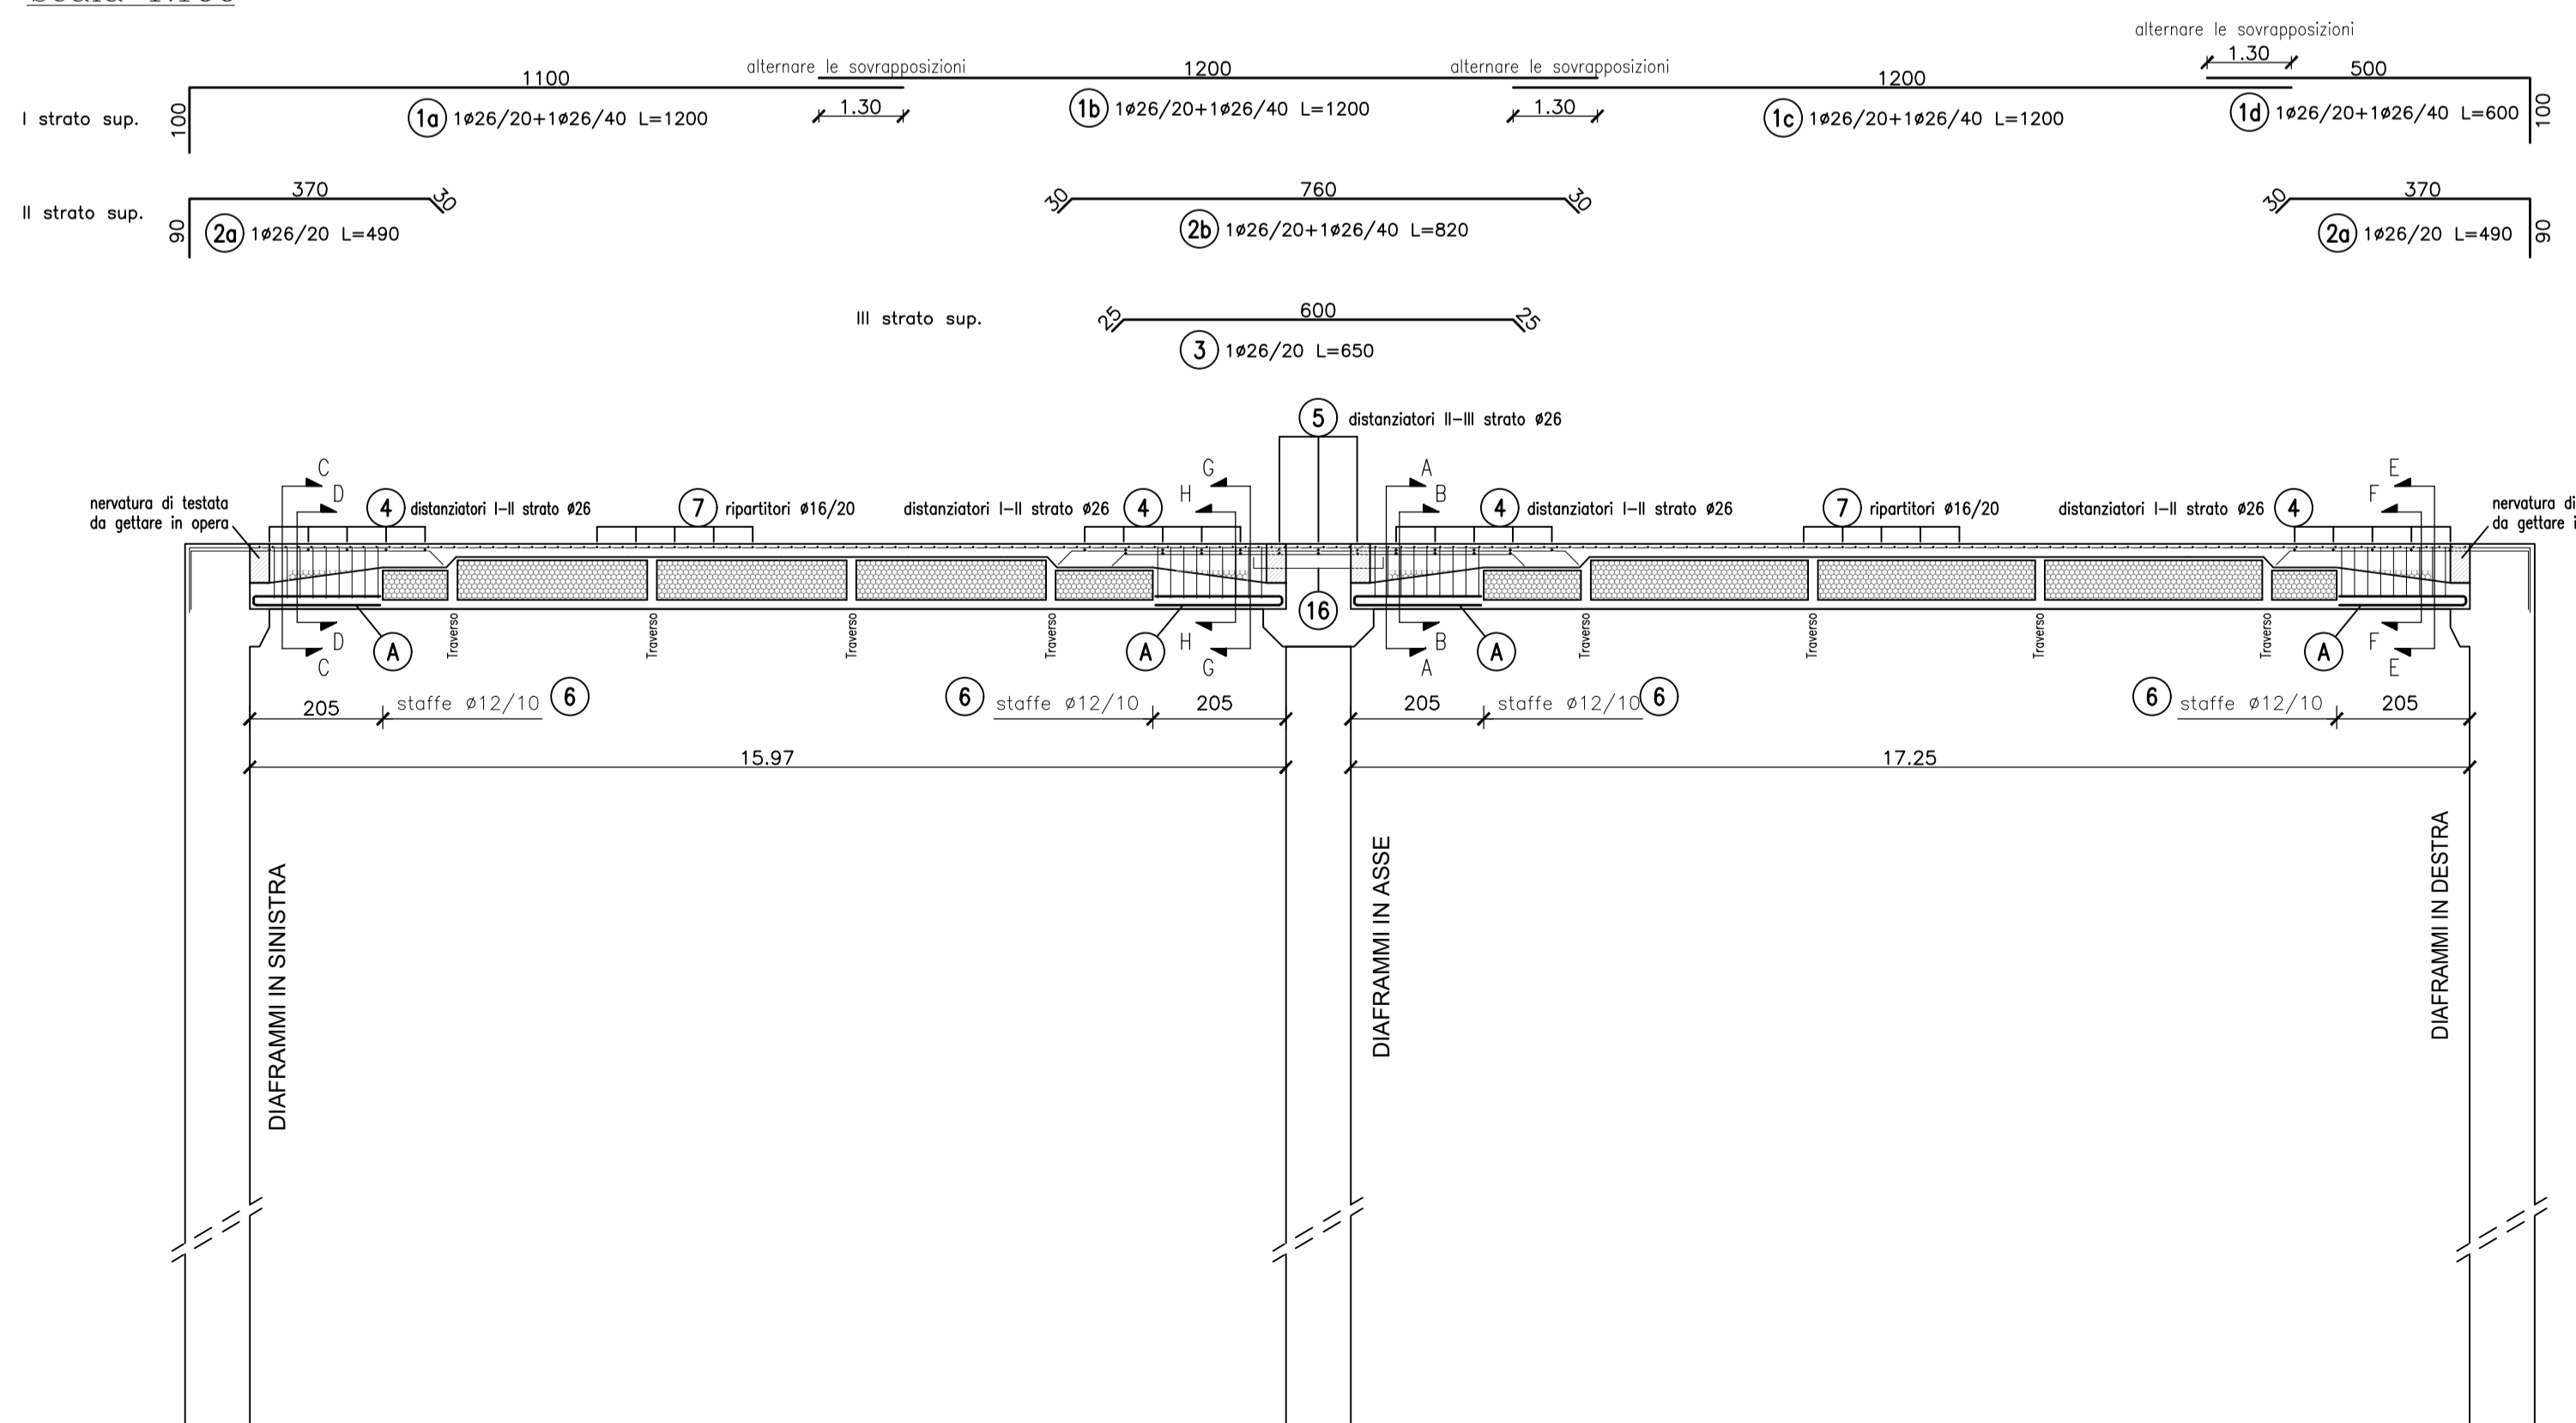 alternare le sovrapposizioni
1.30
500
1100
alternare le sovrapposizioni
1200
alternare le sovrapposizioni
1200
I strato sup.
100
1a 1ø26/20+1ø26/40 L=1200
1.30
1b 1ø26/20+1ø26/40 L=1200
1.30
1c 1ø26/20+1ø26/40 L=1200
1d 1ø26/20+1ø26/40 L=600
100
II strato sup.
90
370
30
2a 1ø26/20 L=490
30
760
30
2b 1ø26/20+1ø26/40 L=820
30
370
2a 1ø26/20 L=490
90
III strato sup.
25
600
25
3 1ø26/20 L=650
5 distanziatori II-III strato ø26
nervatura di testata
da gettare in opera
C
D
4 distanziatori I-II strato ø26
7 ripartitori ø16/20
distanziatori I-II strato ø26 4
G
H
A
B
4 distanziatori I-II strato ø26
7 ripartitori ø16/20
distanziatori I-II strato ø26 4
E
F
nervatura di
da gettare i
16
D
C
A
Traverso
Traverso
Traverso
Traverso
A
H
G
B
A
A
Traverso
Traverso
Traverso
Traverso
A
F
E
205
staffe ø12/10 6
6 staffe ø12/10
205
205
staffe ø12/10 6
6 staffe ø12/10
205
15.97
17.25
DIAFRAMMI IN SINISTRA
DIAFRAMMI IN ASSE
DIAFRAMMI IN DESTRA